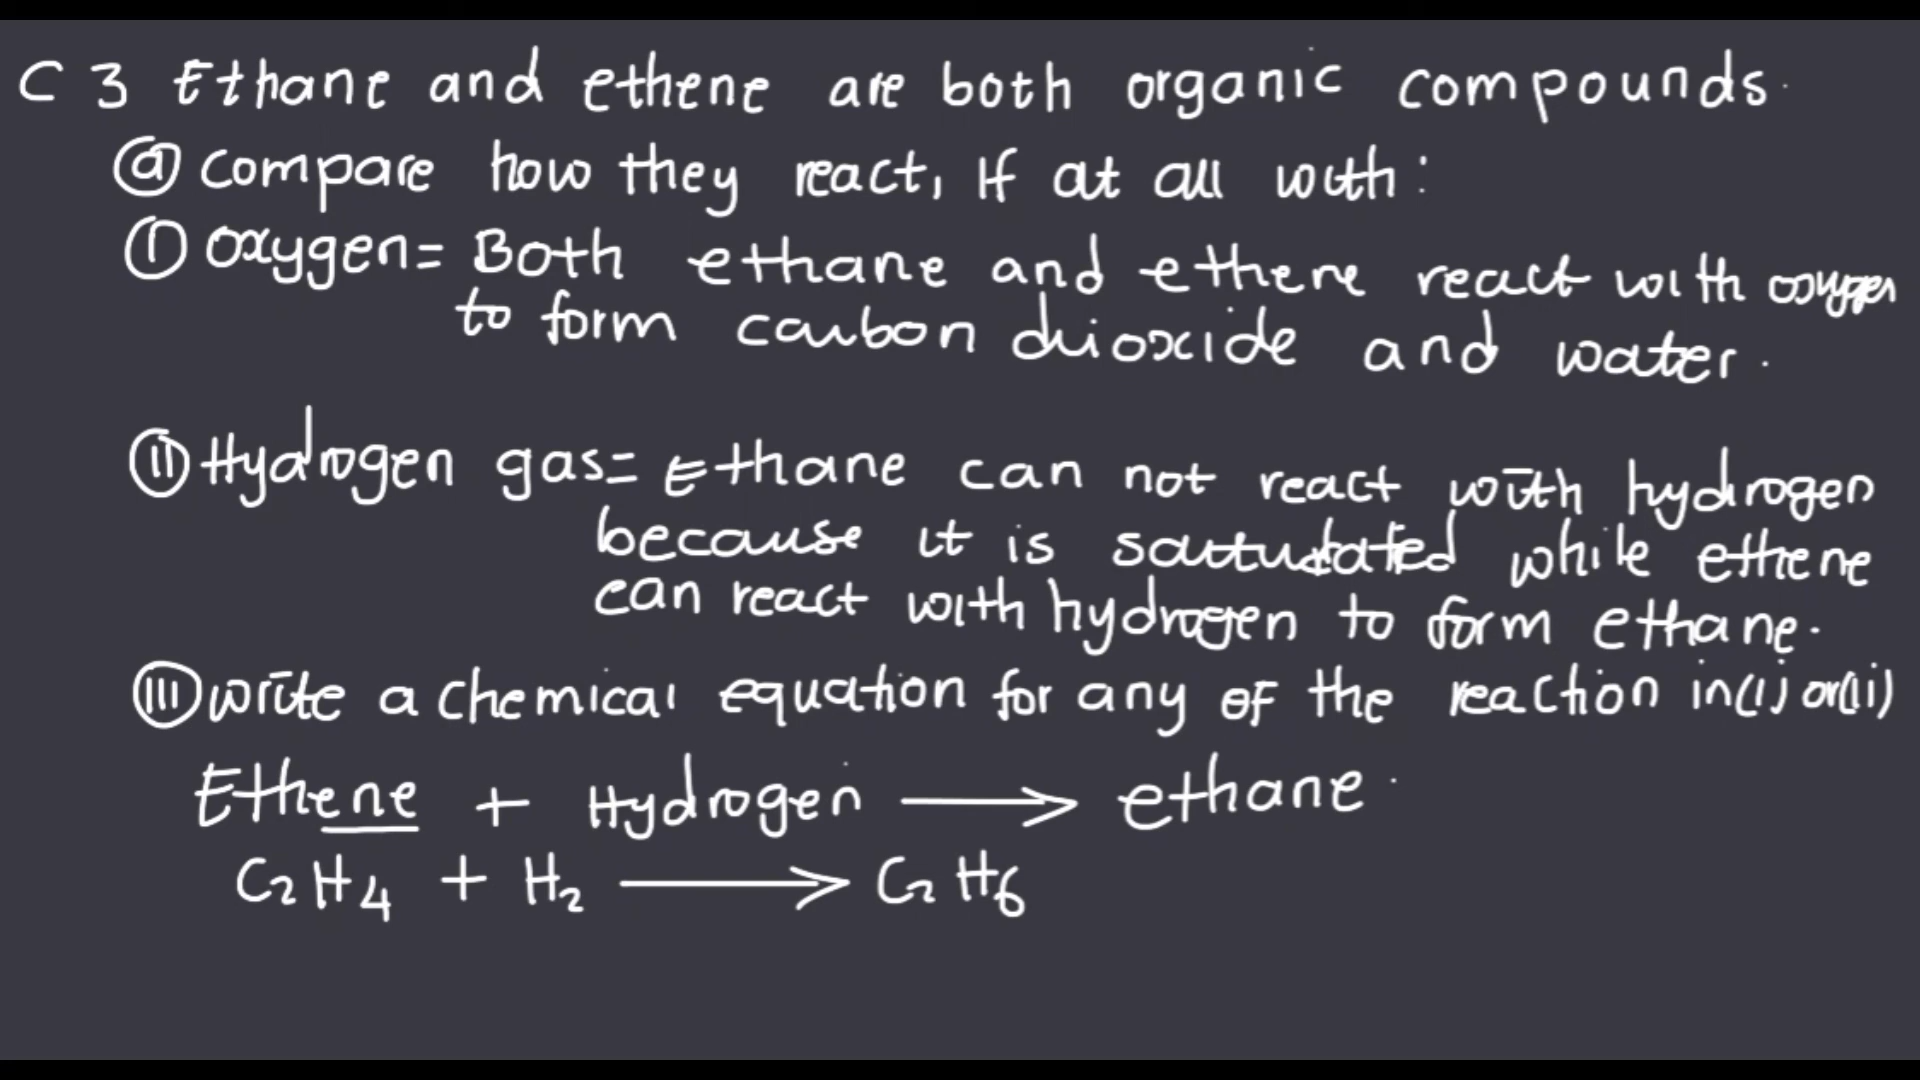 C 3 Ethane and ethene are both organic compounds.
(a) compare how they react, if at all with:
(i) oxygen = Both ethane and ethene react with oxygen
to form carbon dioxide and water.
(ii) Hydrogen gas = Ethane can not react with hydrogen
because it is saturated while ethene
can react with hydrogen to form ethane.
(iii) write a chemical equation for any of the reaction in (i) or (ii)
Ethene + Hydrogen ⟶ ethane.
C₂H₄ + H₂ ⟶ C₂H₆